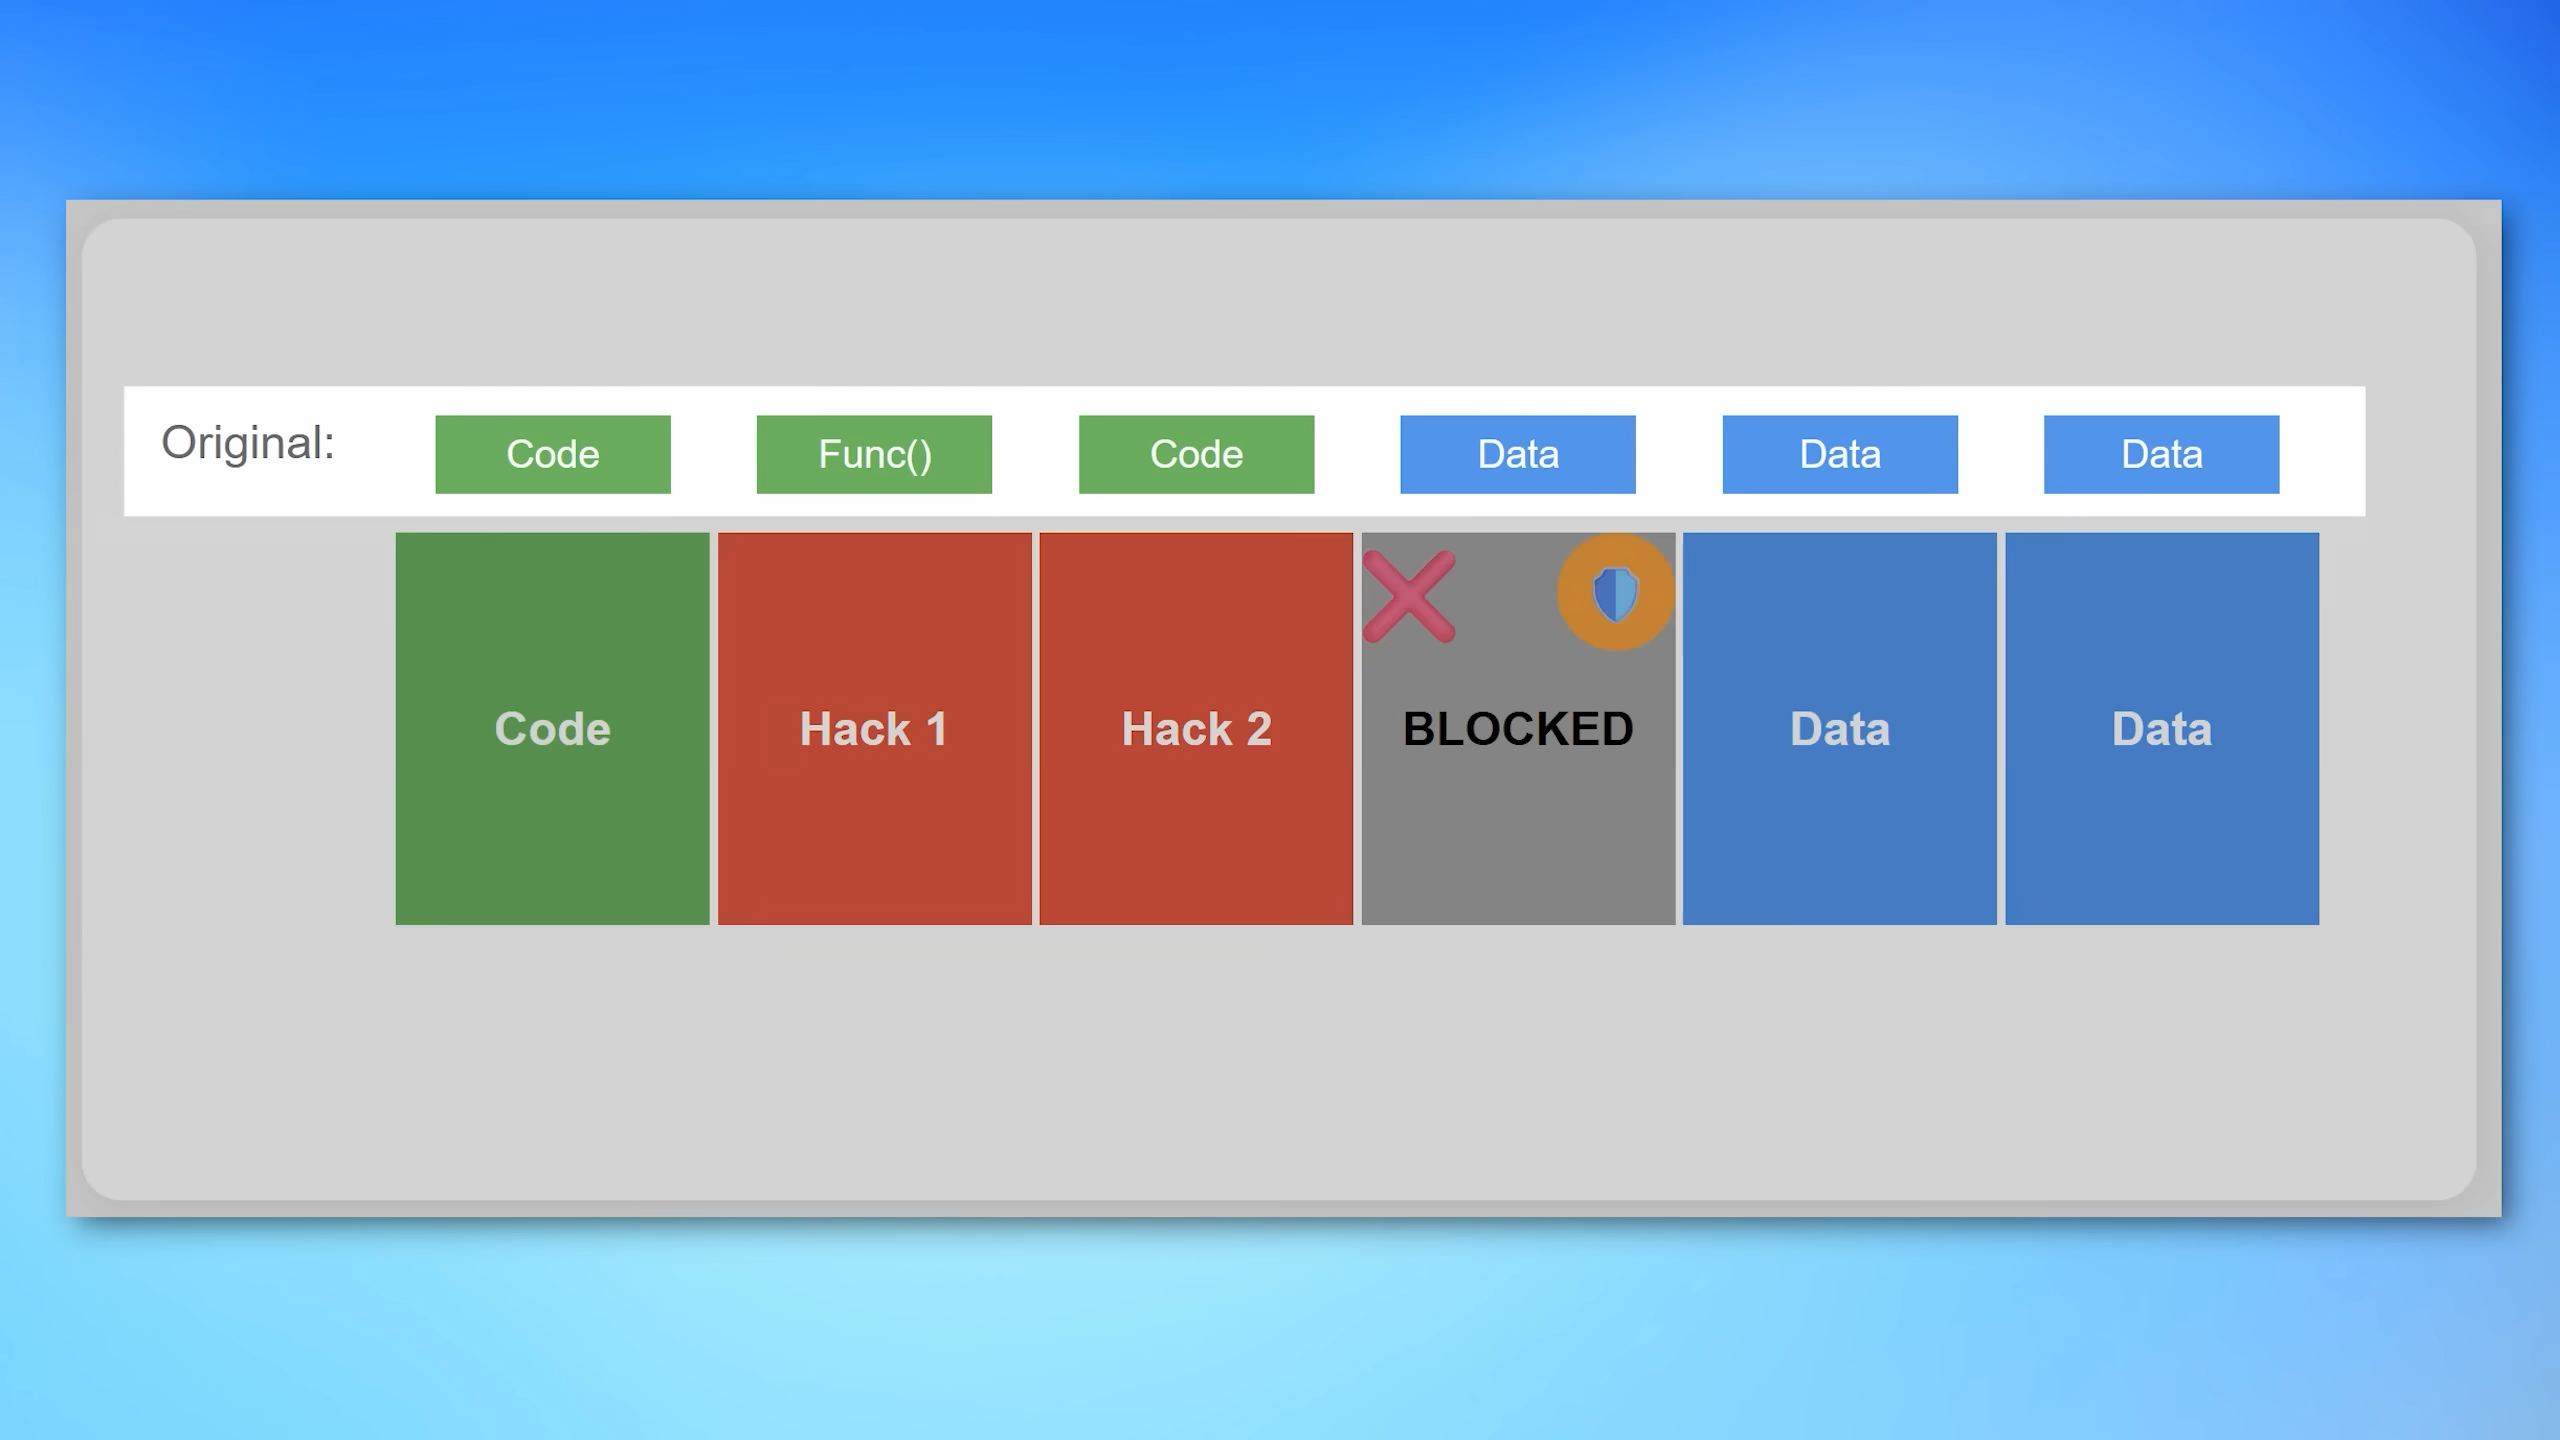 Original: Code Func() Code Data Data Data
Code Hack 1 Hack 2 BLOCKED Data Data